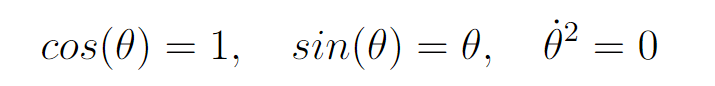 cos(θ) = 1, sin(θ) = θ, θ̇² = 0